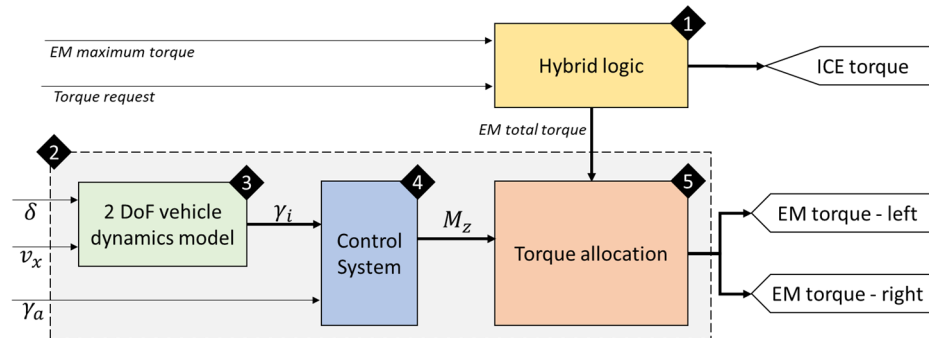 1
EM maximum torque
Hybrid logic
ICE torque
Torque request
EM total torque
2
3
4
5
δ
2 DoF vehicle
dynamics model
γi
Mz
vx
γa
Control
System
Torque allocation
EM torque - left
EM torque - right